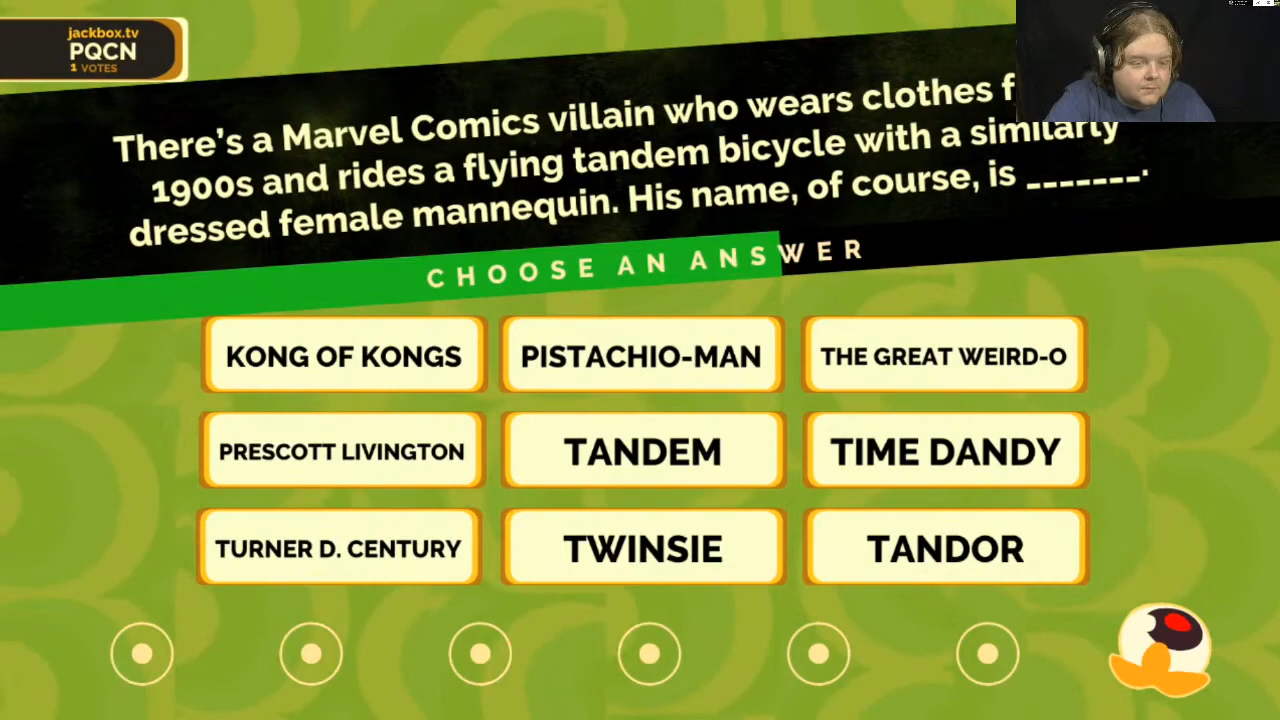 jackbox.tv
PQCN
1 VOTES
There's a Marvel Comics villain who wears clothes
1900s and rides a flying tandem bicycle with a similarly
dressed female mannequin. His name, of course, is _______.
CHOOSE AN ANSWER
KONG OF KONGS
PISTACHIO-MAN
THE GREAT WEIRD-O
PRESCOTT LIVINGTON
TANDEM
TIME DANDY
TURNER D. CENTURY
TWINSIE
TANDOR